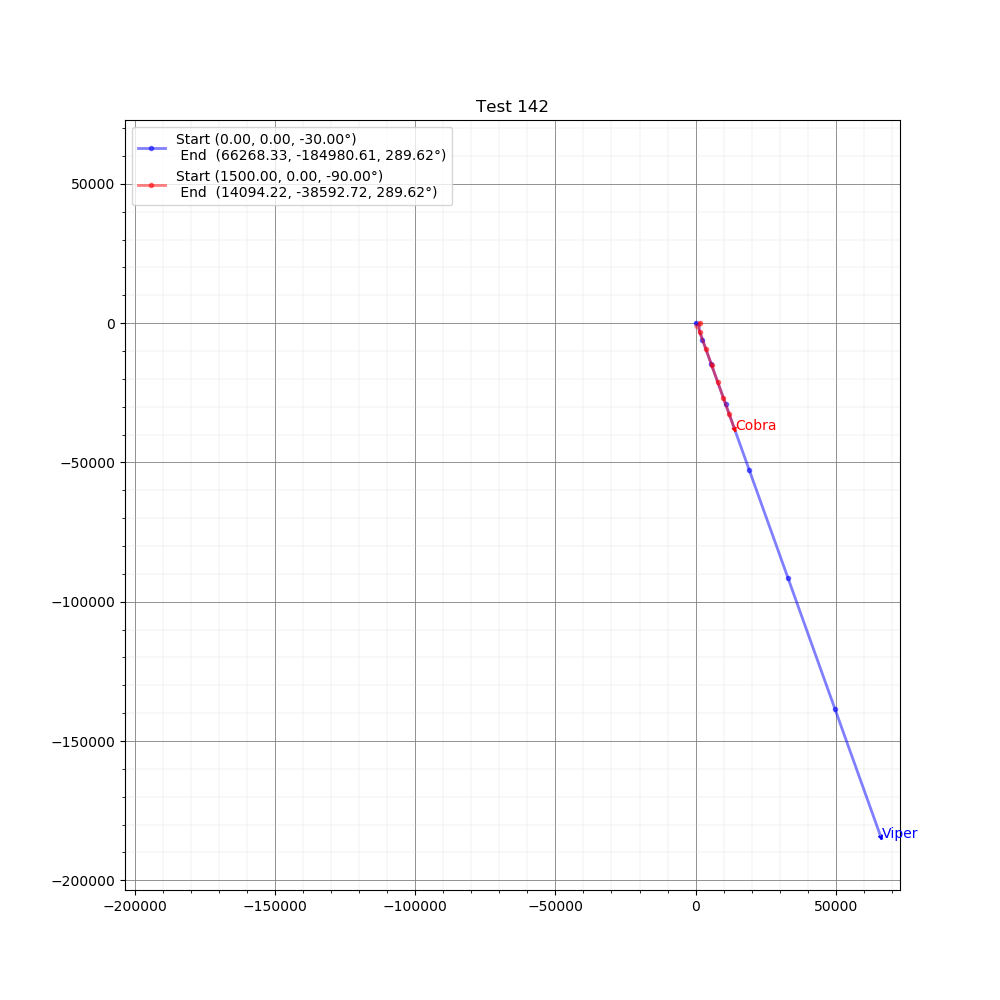 Test 142
Start (0.00, 0.00, -30.00°)
End (66268.33, -184980.61, 289.62°)
Start (1500.00, 0.00, -90.00°)
End (14094.22, -38592.72, 289.62°)
50000
0
−50000
−100000
−150000
−200000
Cobra
Viper
−200000 −150000 −100000 −50000 0 50000